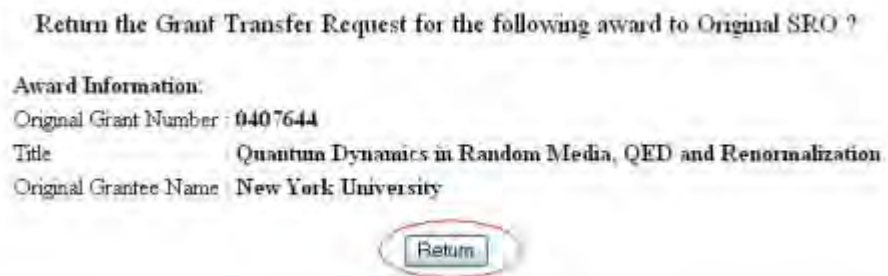 Return the Grant Transfer Request for the following award to Original SRO ?
Award Information:
Original Grant Number : 0407644
Title Quantum Dynamics in Random Media, QED and Renormalization
Original Grantee Name : New York University
Return